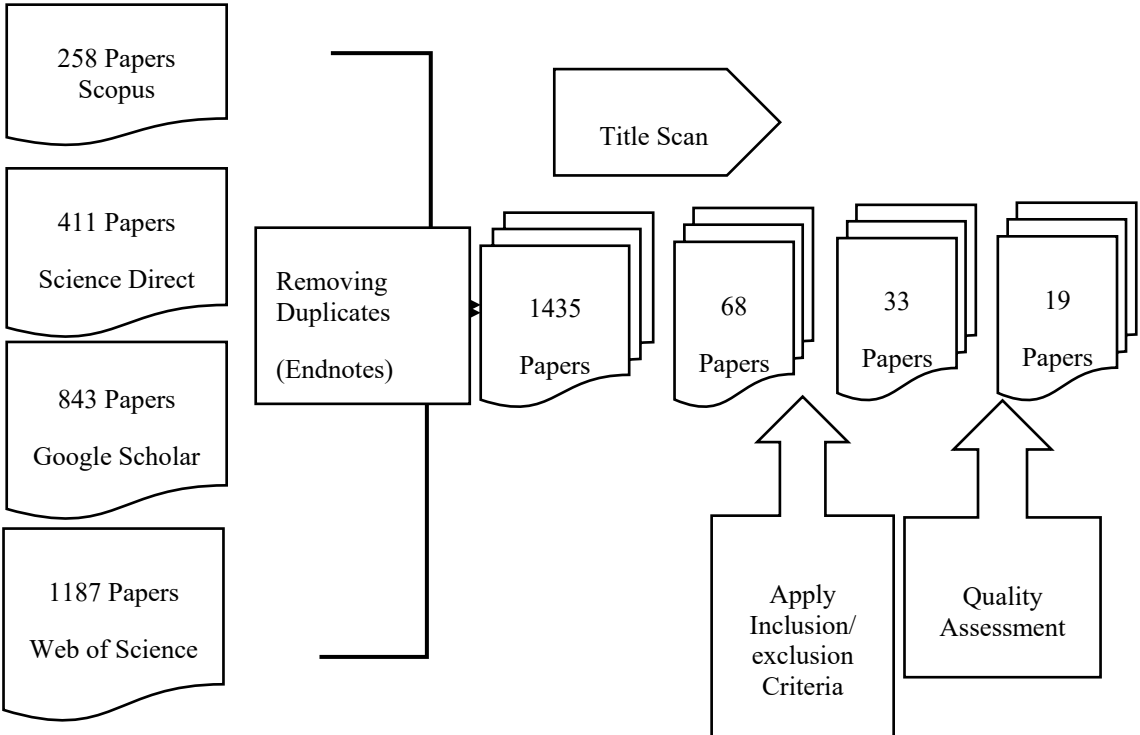 258 Papers
Scopus
411 Papers
Science Direct
843 Papers
Google Scholar
1187 Papers
Web of Science
Removing
Duplicates
(Endnotes)
Title Scan
1435
Papers
68
Papers
33
Papers
19
Papers
Apply
Inclusion/
exclusion
Criteria
Quality
Assessment